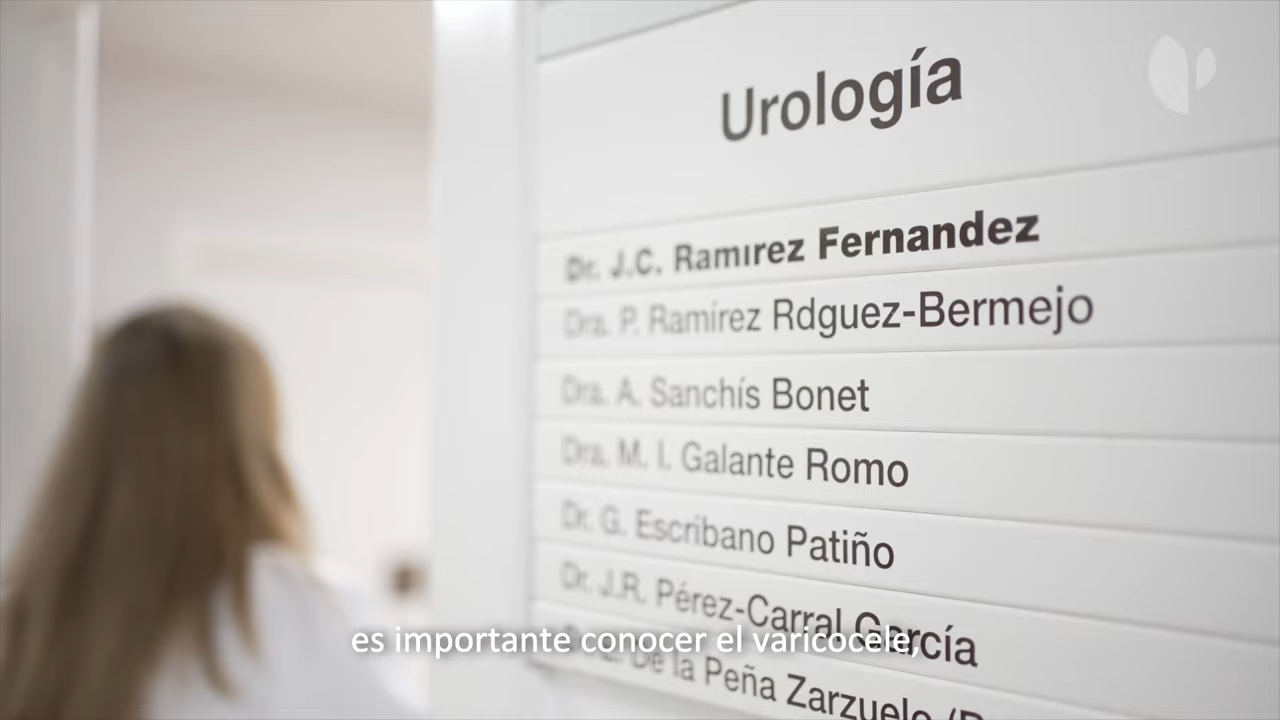 Urología
Dr. J.C. Ramırez Fernandez
Dra. P. Ramírez Rdguez-Bermejo
Dra. A. Sanchís Bonet
Dra. M. I. Galante Romo
Dr. G. Escribano Patiño
Dr. J.R. Pérez-Carral García
De la Peña Zarzuelo
es importante conocer el varicocele,